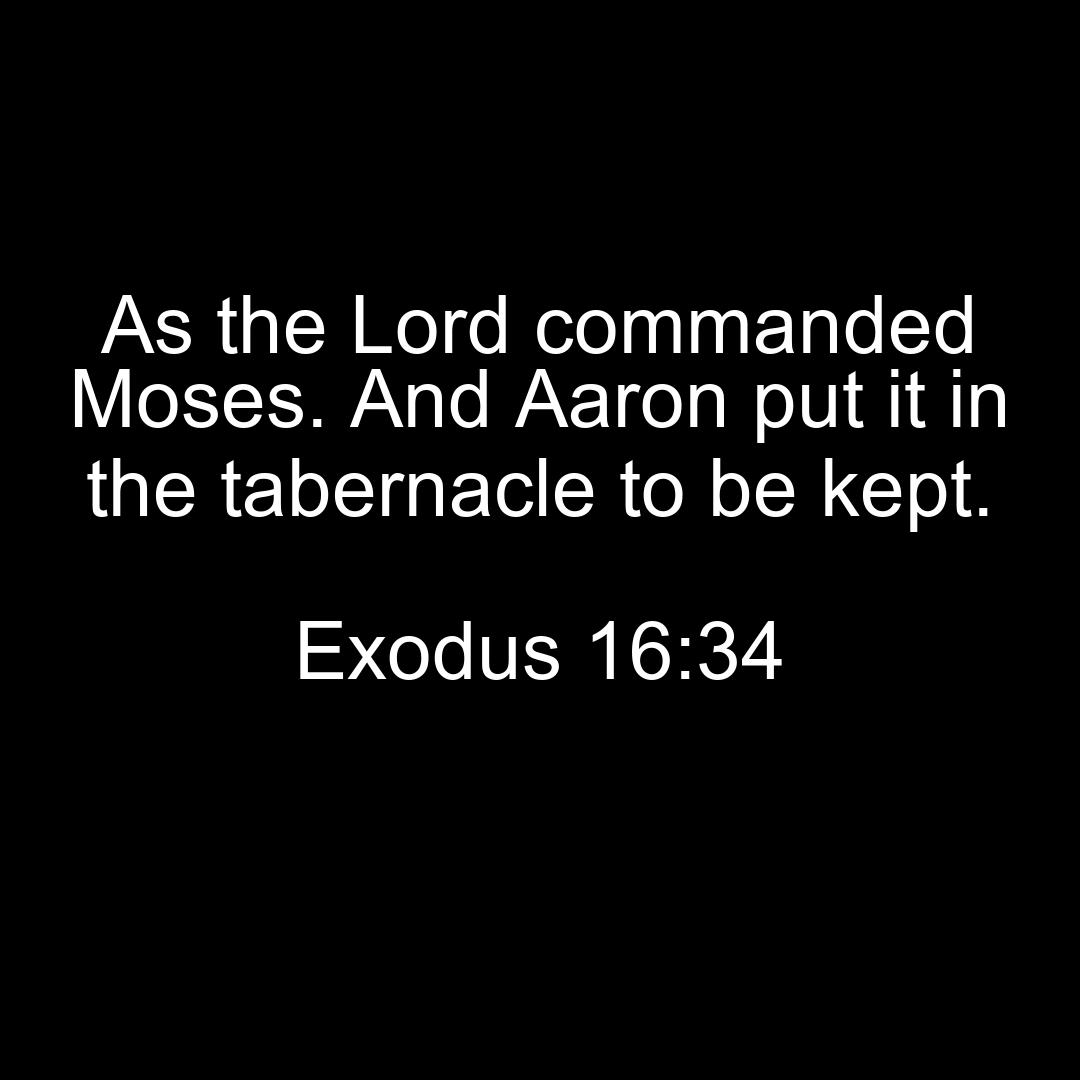 As the Lord commanded
Moses. And Aaron put it in
the tabernacle to be kept.
Exodus 16:34